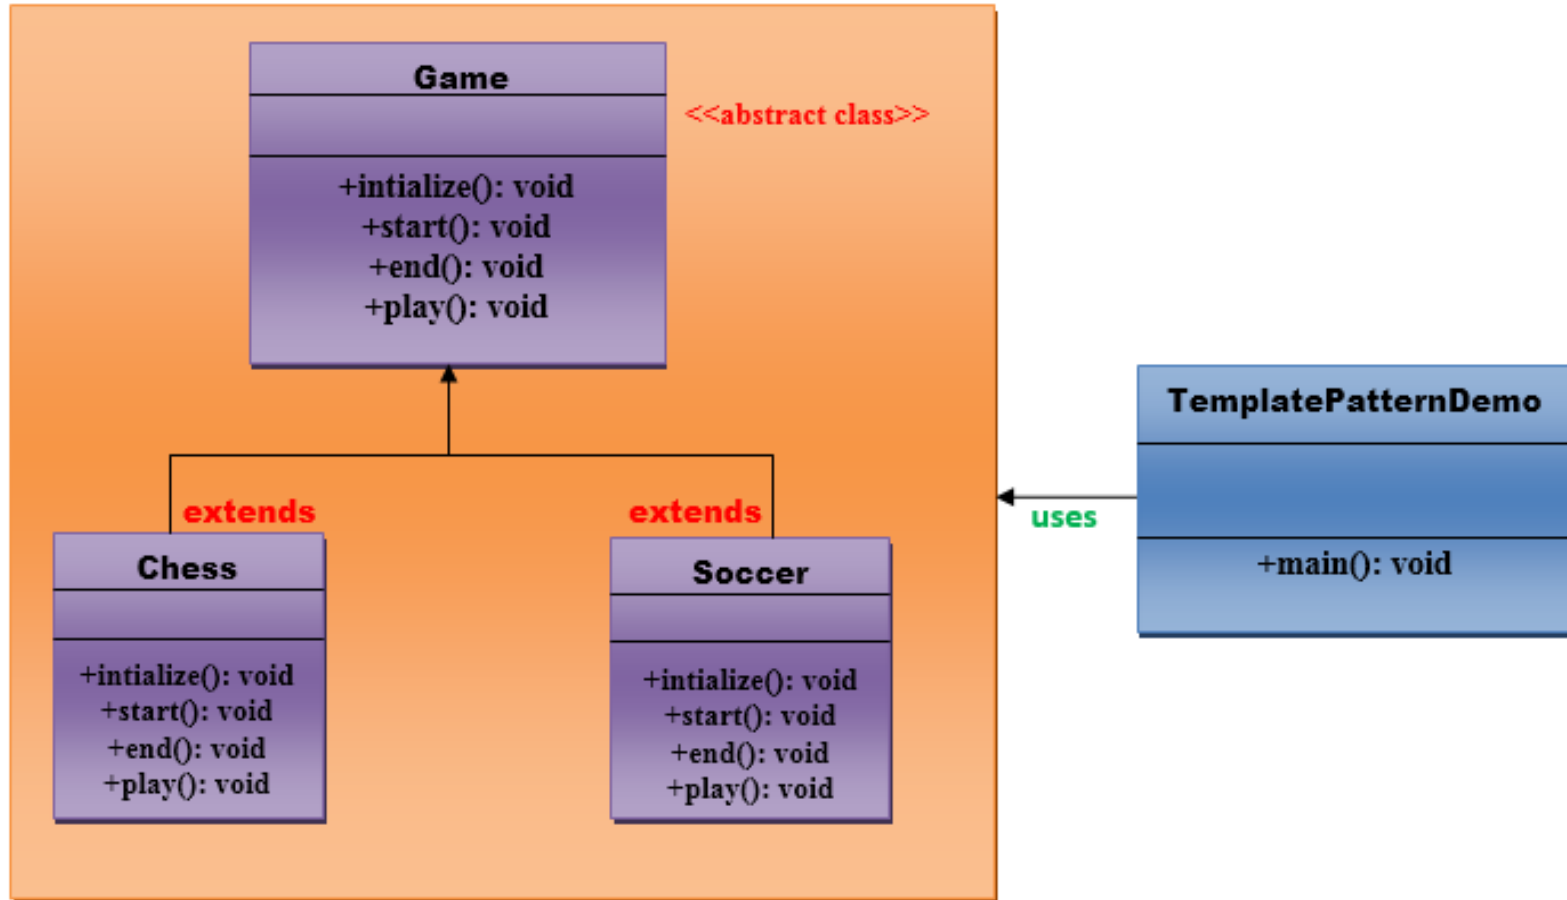 Game
<<abstract class>>
+intialize(): void
+start(): void
+end(): void
+play(): void
extends
extends
Chess
+intialize(): void
+start(): void
+end(): void
+play(): void
Soccer
+intialize(): void
+start(): void
+end(): void
+play(): void
uses
TemplatePatternDemo
+main(): void